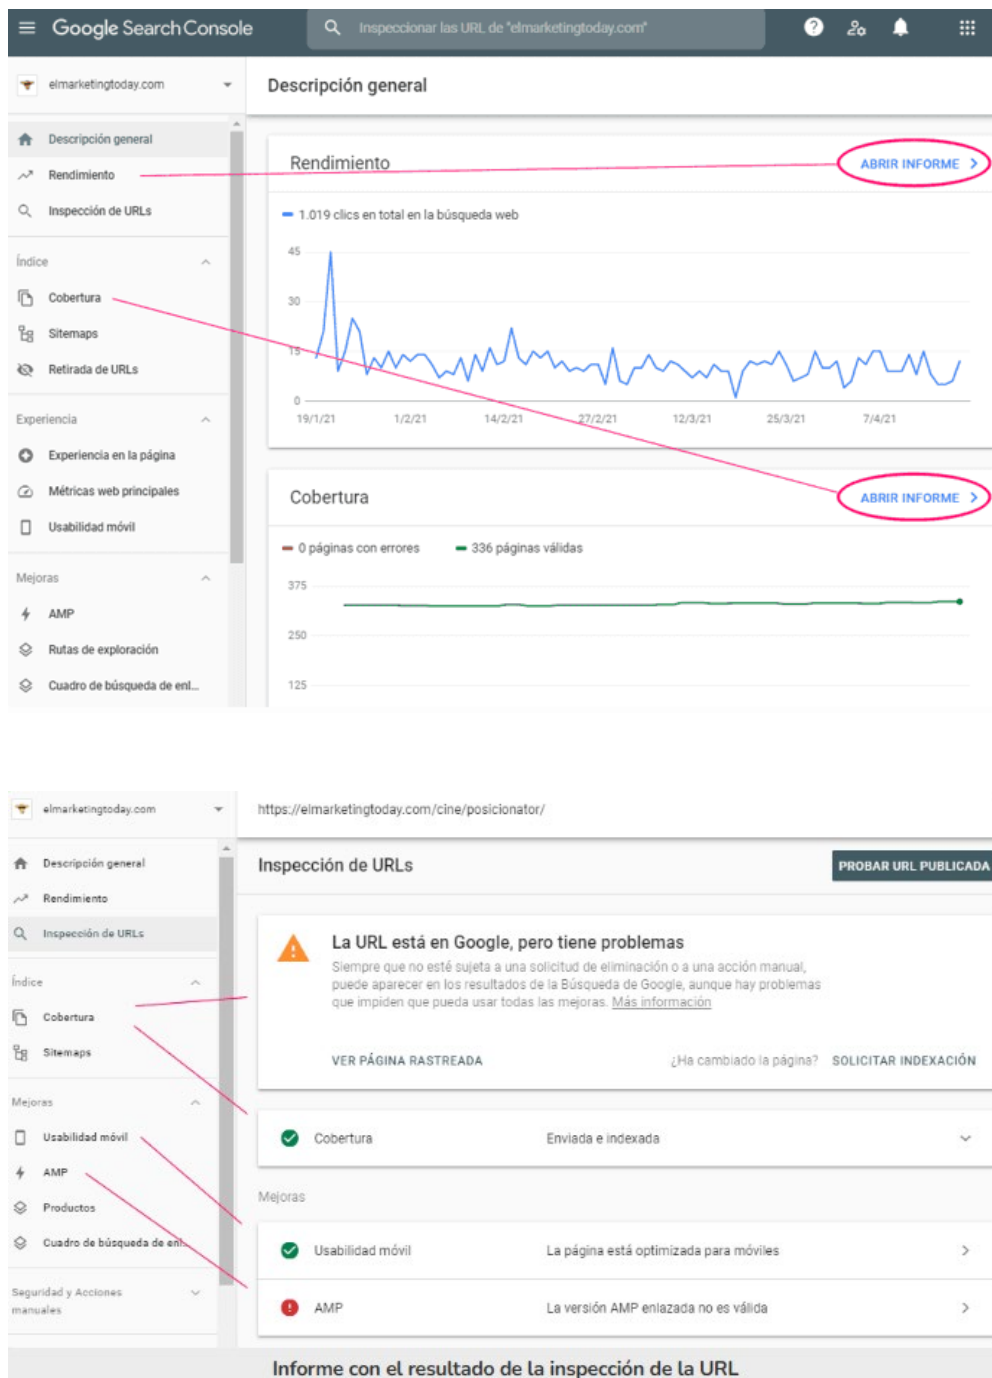 Google Search Console
Inspeccionar las URL de "elmarketingtoday.com"
elmarketingtoday.com
Descripción general
Descripción general
Rendimiento
Inspección de URLs
Índice
Cobertura
Sitemaps
Retirada de URLs
Experiencia
Experiencia en la página
Métricas web principales
Usabilidad móvil
Mejoras
AMP
Rutas de exploración
Cuadro de búsqueda de enl...
Rendimiento
ABRIR INFORME
1.019 clics en total en la búsqueda web
45
30
15
0
19/1/21 1/2/21 14/2/21 27/2/21 12/3/21 25/3/21 7/4/21
Cobertura
ABRIR INFORME
0 páginas con errores 336 páginas válidas
375
250
125
elmarketingtoday.com
https://elmarketingtoday.com/cine/posicionator/
Descripción general
Rendimiento
Inspección de URLs
Índice
Cobertura
Sitemaps
Mejoras
Usabilidad móvil
AMP
Productos
Cuadro de búsqueda de enl...
Seguridad y Acciones
manuales
Inspección de URLs
PROBAR URL PUBLICADA
La URL está en Google, pero tiene problemas
Siempre que no esté sujeta a una solicitud de eliminación o a una acción manual,
puede aparecer en los resultados de la Búsqueda de Google, aunque hay problemas
que impiden que pueda usar todas las mejoras. Más información
VER PÁGINA RASTREADA
¿Ha cambiado la página? SOLICITAR INDEXACIÓN
Cobertura Enviada e indexada
Mejoras
Usabilidad móvil La página está optimizada para móviles
AMP La versión AMP enlazada no es válida
Informe con el resultado de la inspección de la URL